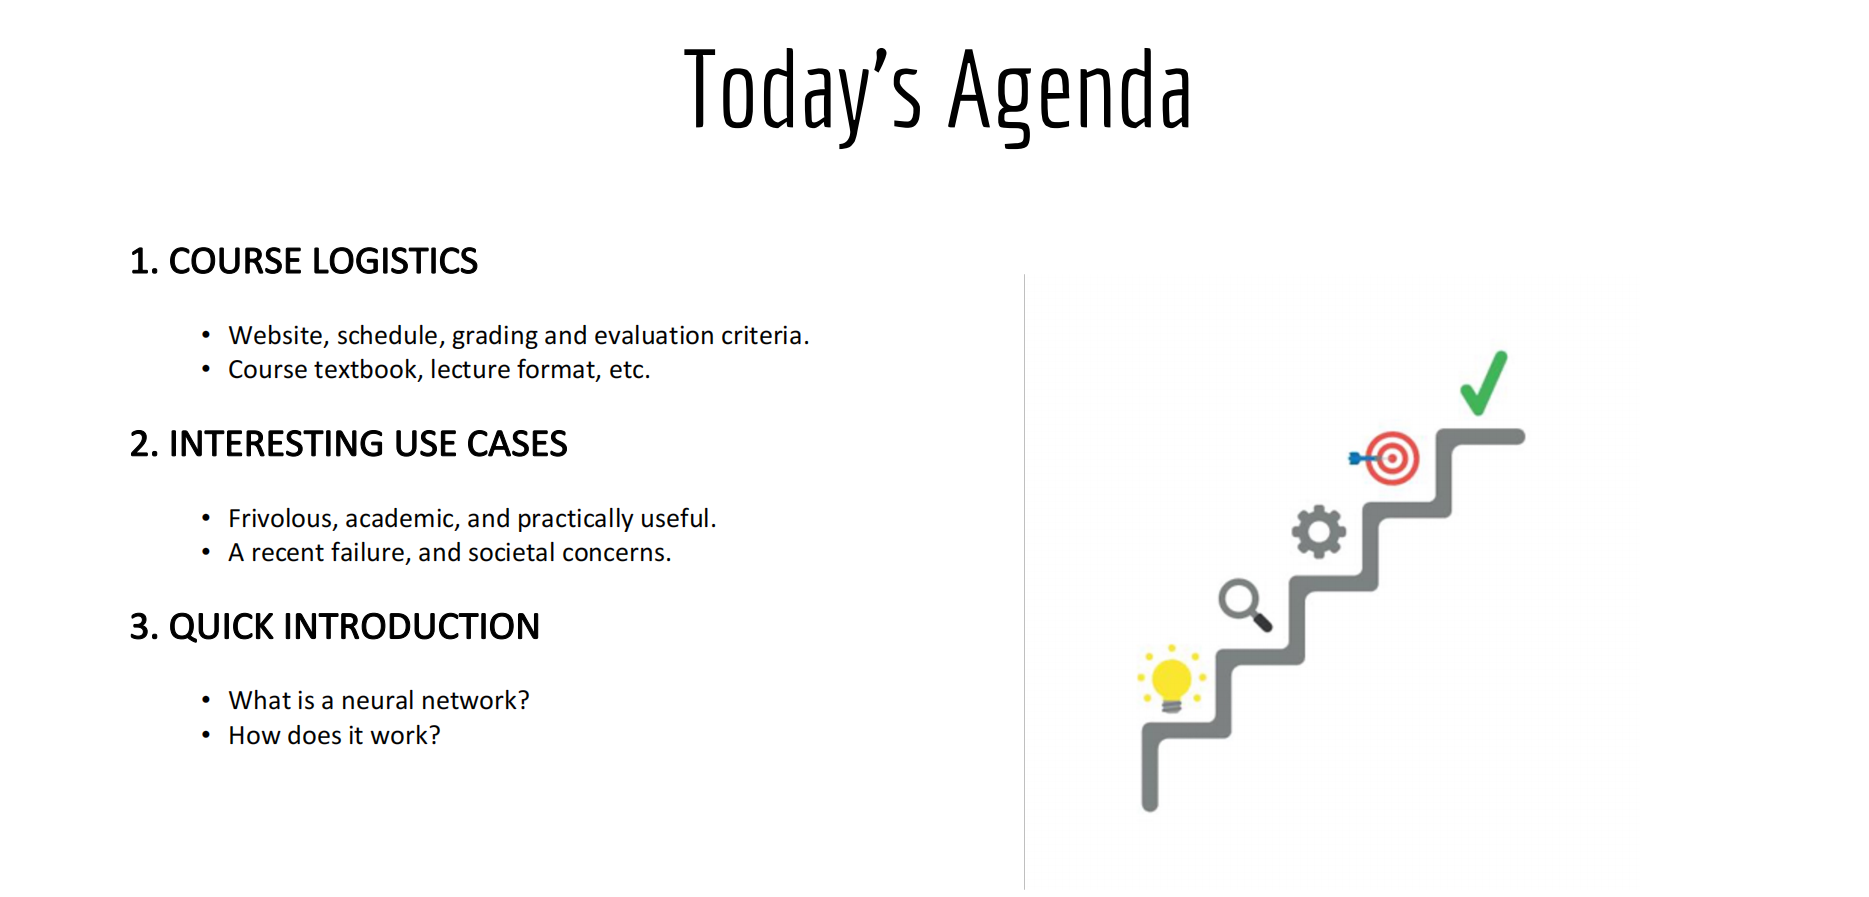 Today’s Agenda
1. COURSE LOGISTICS
• Website, schedule, grading and evaluation criteria.
• Course textbook, lecture format, etc.
2. INTERESTING USE CASES
• Frivolous, academic, and practically useful.
• A recent failure, and societal concerns.
3. QUICK INTRODUCTION
• What is a neural network?
• How does it work?